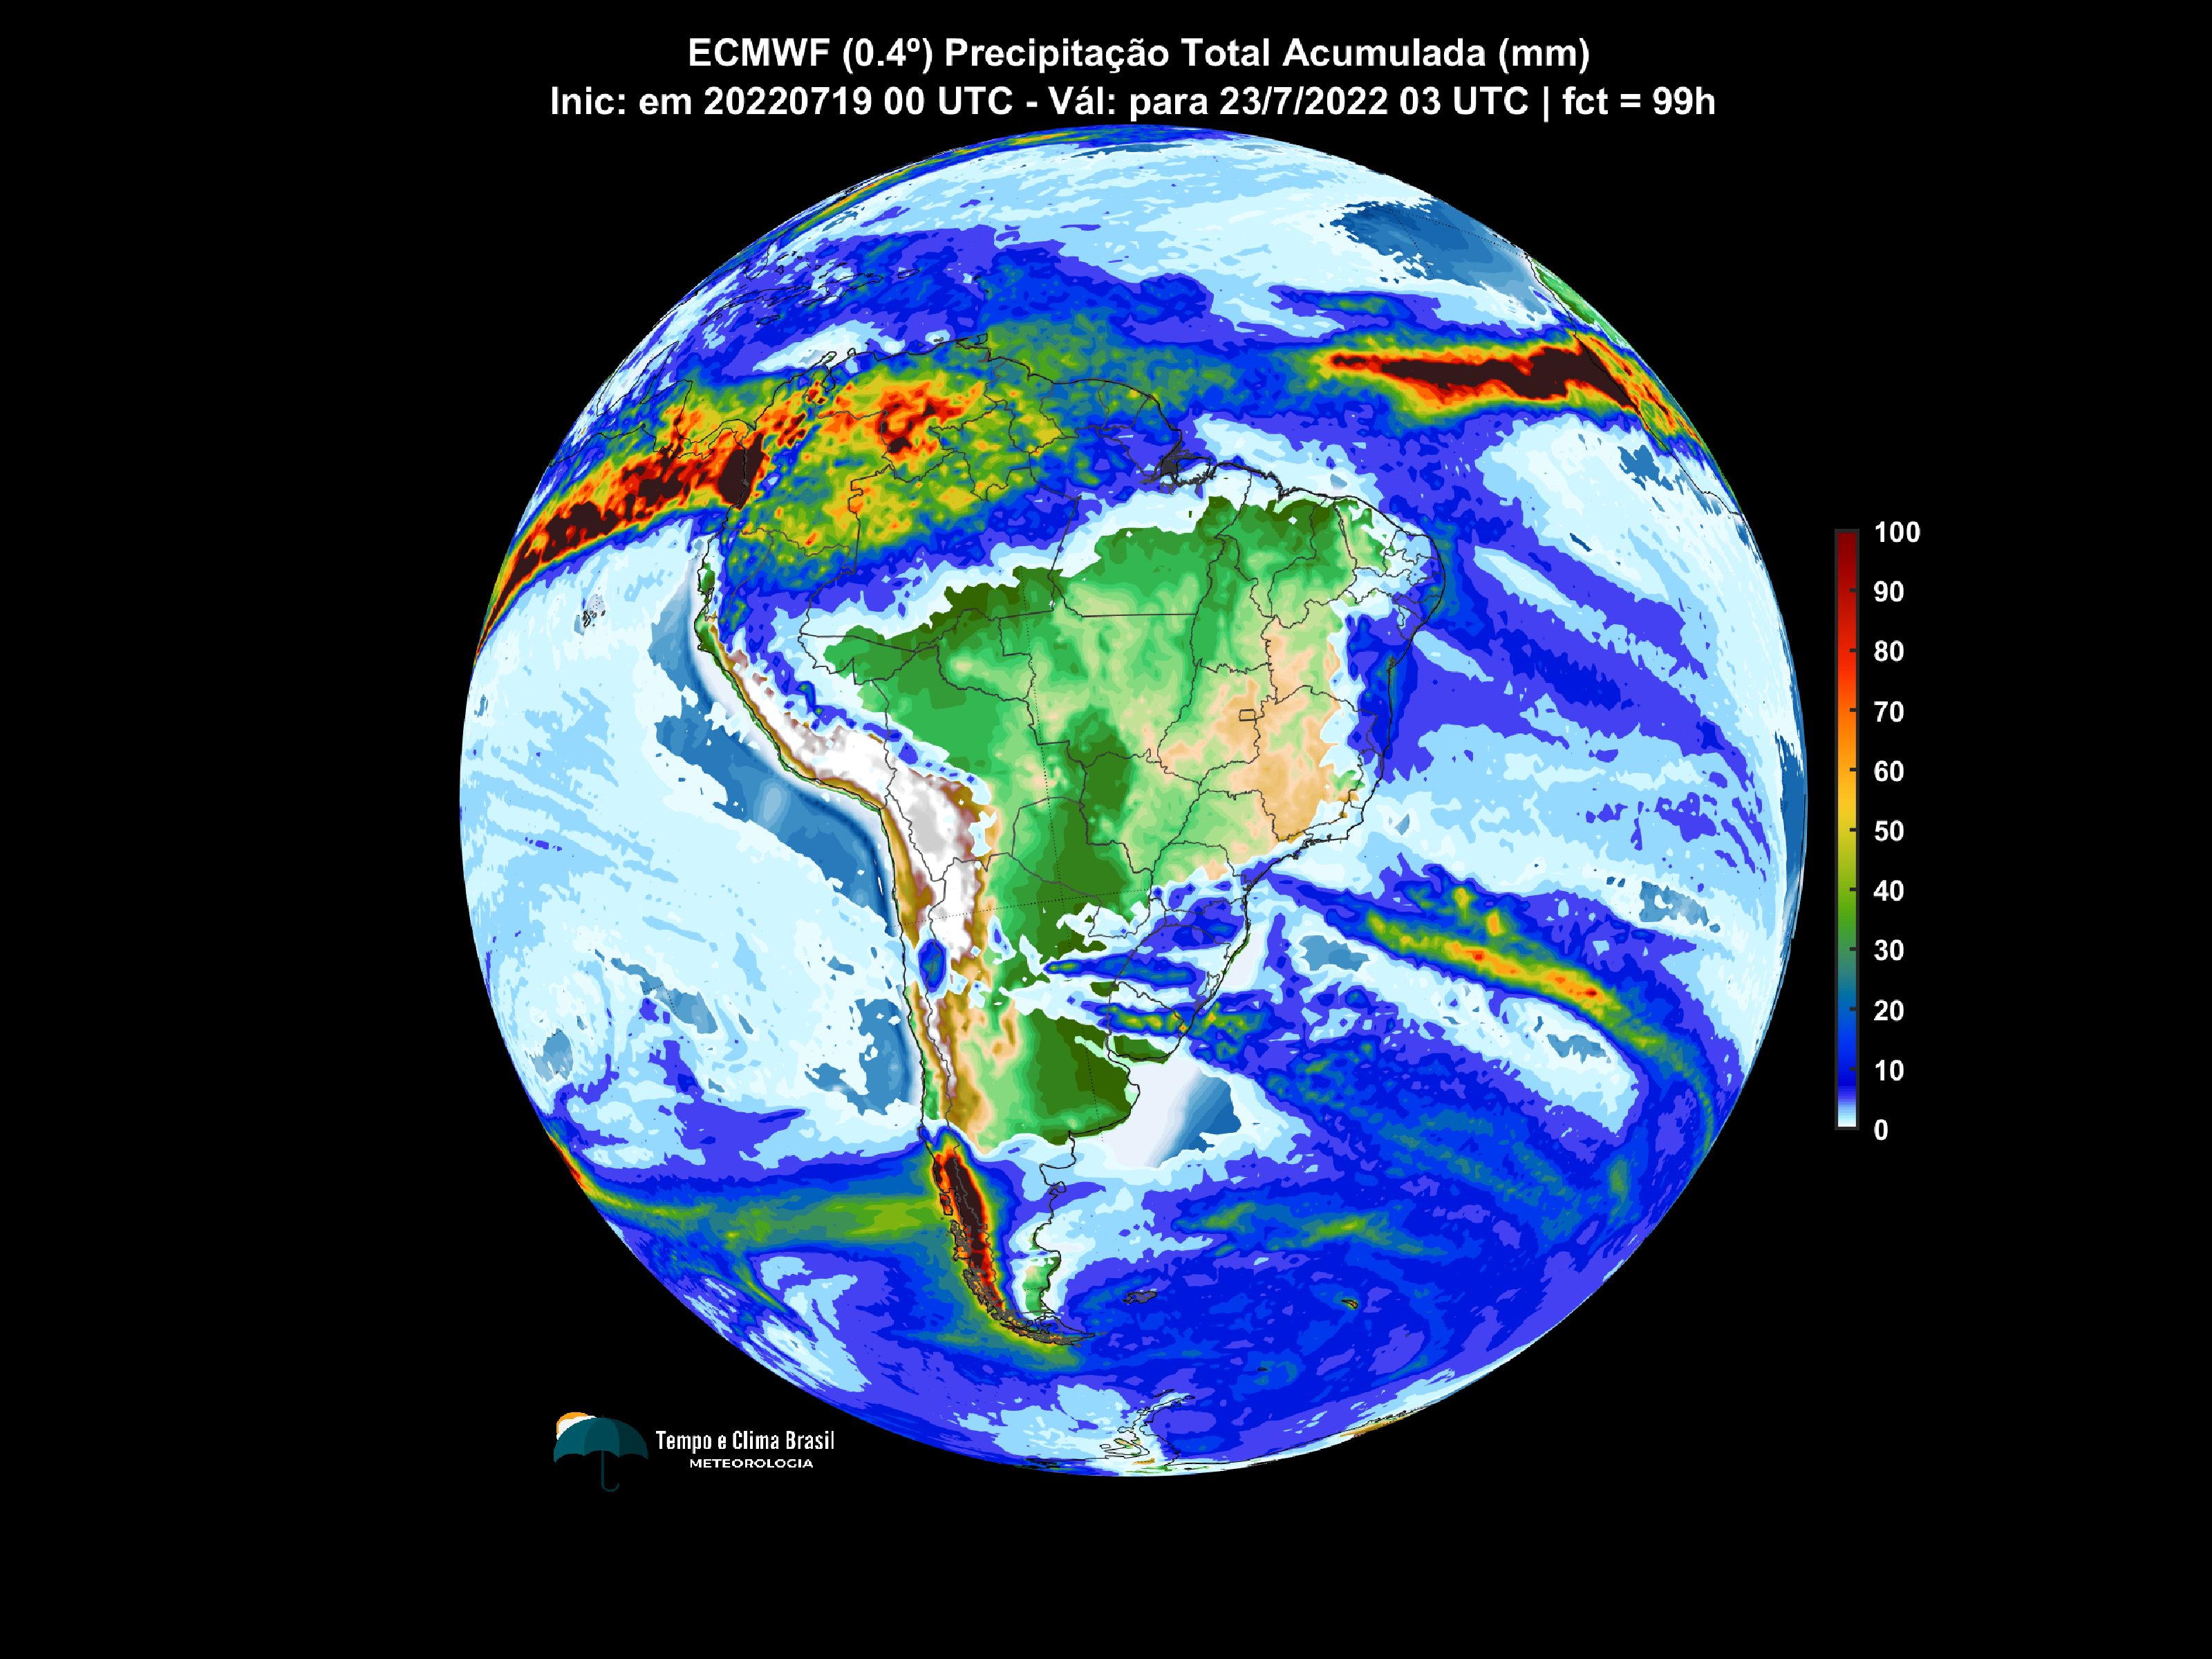 ECMWF (0.4º) Precipitação Total Acumulada (mm)
Inic: em 20220719 00 UTC - Vál: para 23/7/2022 03 UTC | fct = 99h
100
90
80
70
60
50
40
30
20
10
0
Tempo e Clima Brasil
METEOROLOGIA